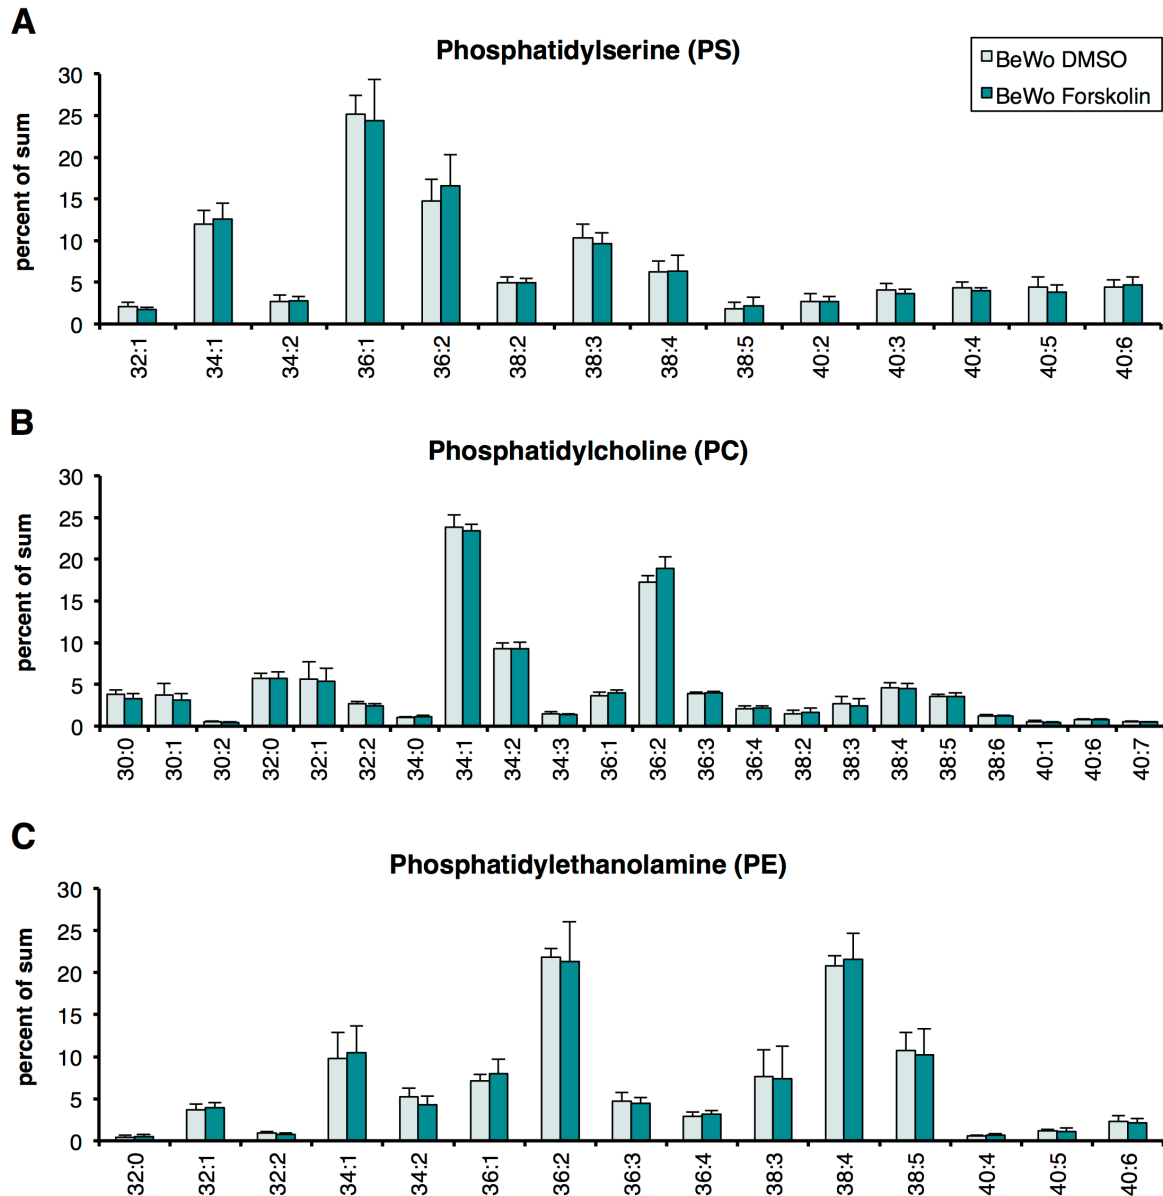 A
Phosphatidylserine (PS)
BeWo DMSO
BeWo Forskolin
percent of sum
30
25
20
15
10
5
0
32:1 34:1 34:2 36:1 36:2 38:2 38:3 38:4 38:5 40:2 40:3 40:4 40:5 40:6
B
Phosphatidylcholine (PC)
percent of sum
30
25
20
15
10
5
0
30:0 30:1 30:2 32:0 32:1 32:2 34:0 34:1 34:2 34:3 36:1 36:2 36:3 36:4 38:2 38:3 38:4 38:5 38:6 40:1 40:6 40:7
C
Phosphatidylethanolamine (PE)
percent of sum
30
25
20
15
10
5
0
32:0 32:1 32:2 34:1 34:2 36:1 36:2 36:3 36:4 38:3 38:4 38:5 40:4 40:5 40:6